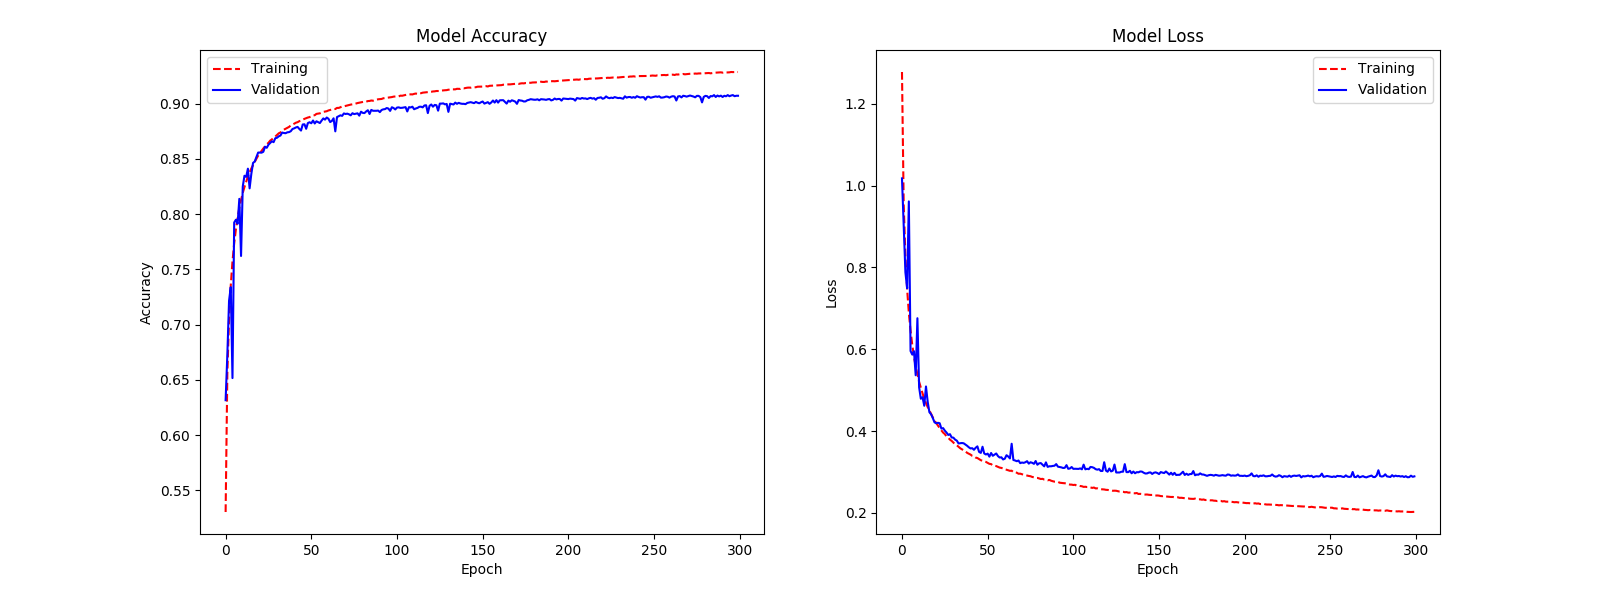 Model Accuracy
Training
Validation
0.90
0.85
0.80
0.75
0.70
0.65
0.60
0.55
Accuracy
0 50 100 150 200 250 300
Epoch
Model Loss
Training
Validation
1.2
1.0
0.8
0.6
0.4
0.2
Loss
0 50 100 150 200 250 300
Epoch